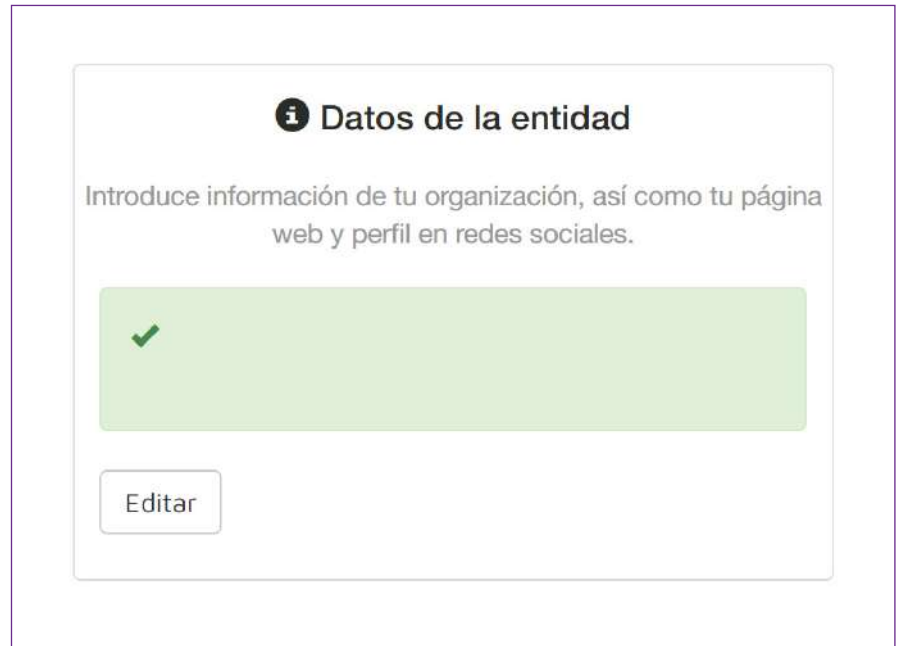 Datos de la entidad
Introduce información de tu organización, así como tu página
web y perfil en redes sociales.
Editar